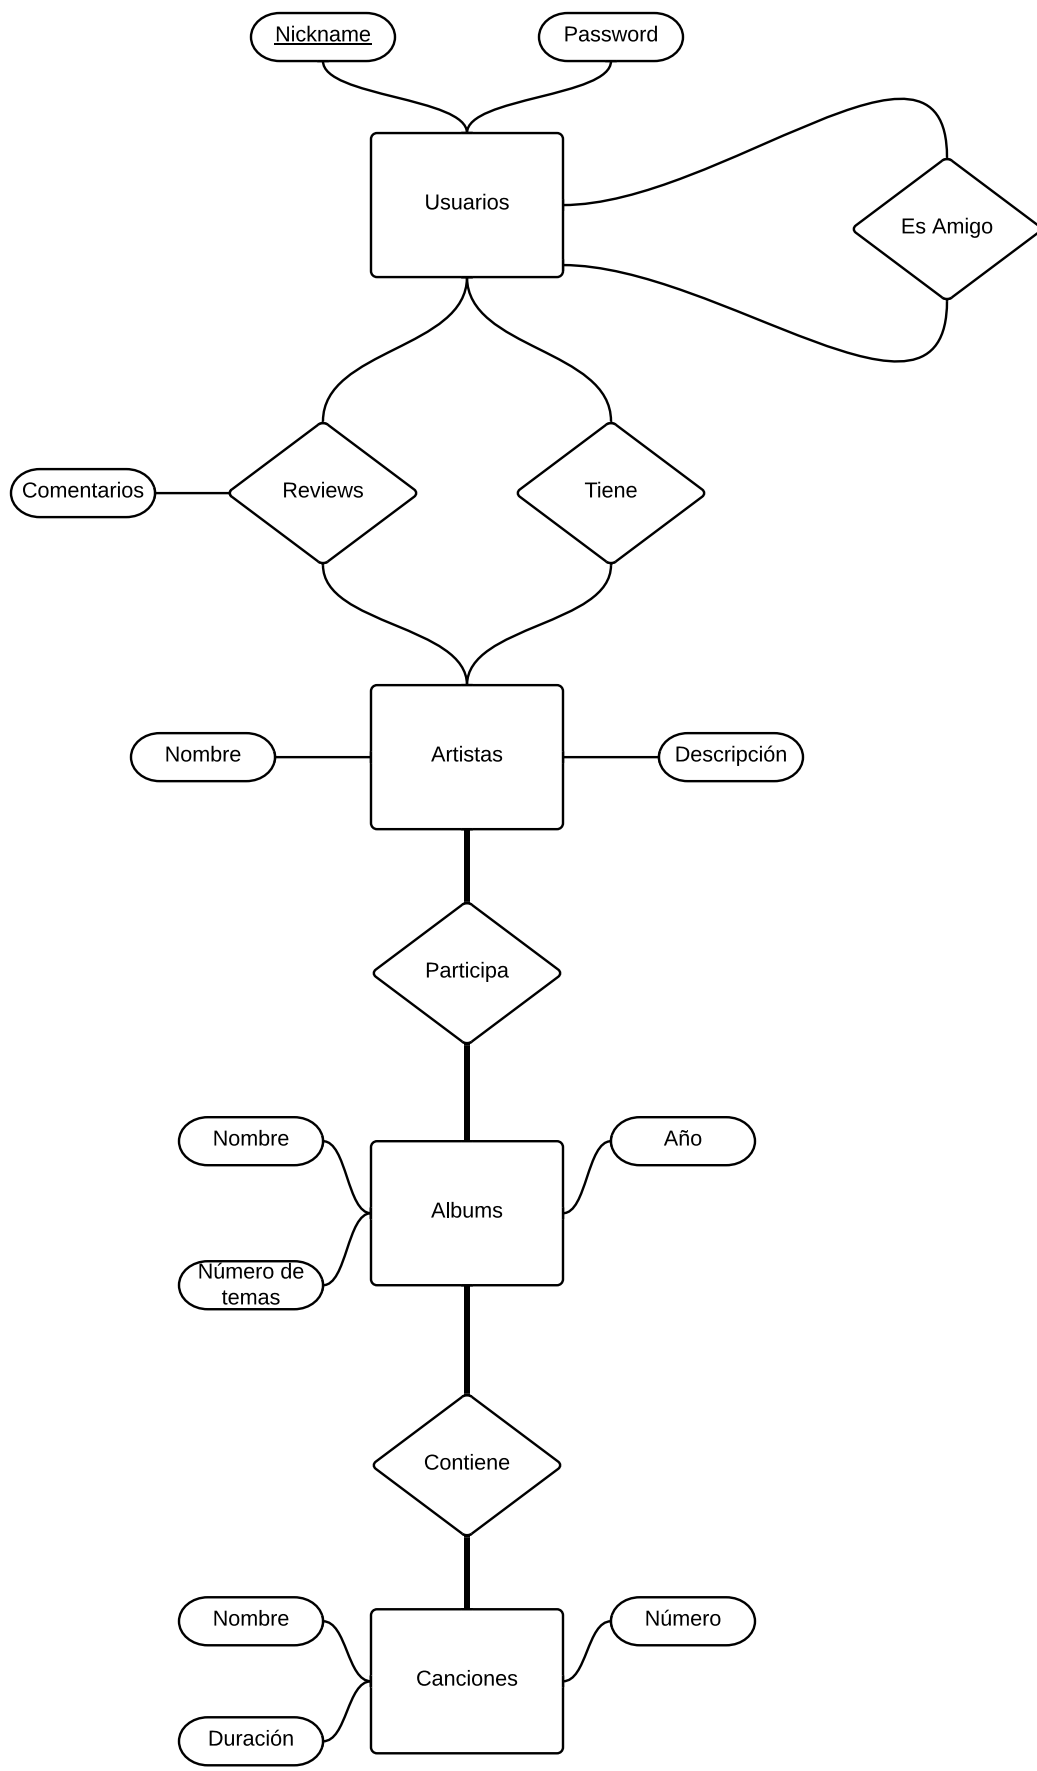 Nickname
Password
Usuarios
Es Amigo
Comentarios
Reviews
Tiene
Nombre
Artistas
Descripción
Participa
Nombre
Año
Albums
Número de
temas
Contiene
Nombre
Número
Canciones
Duración